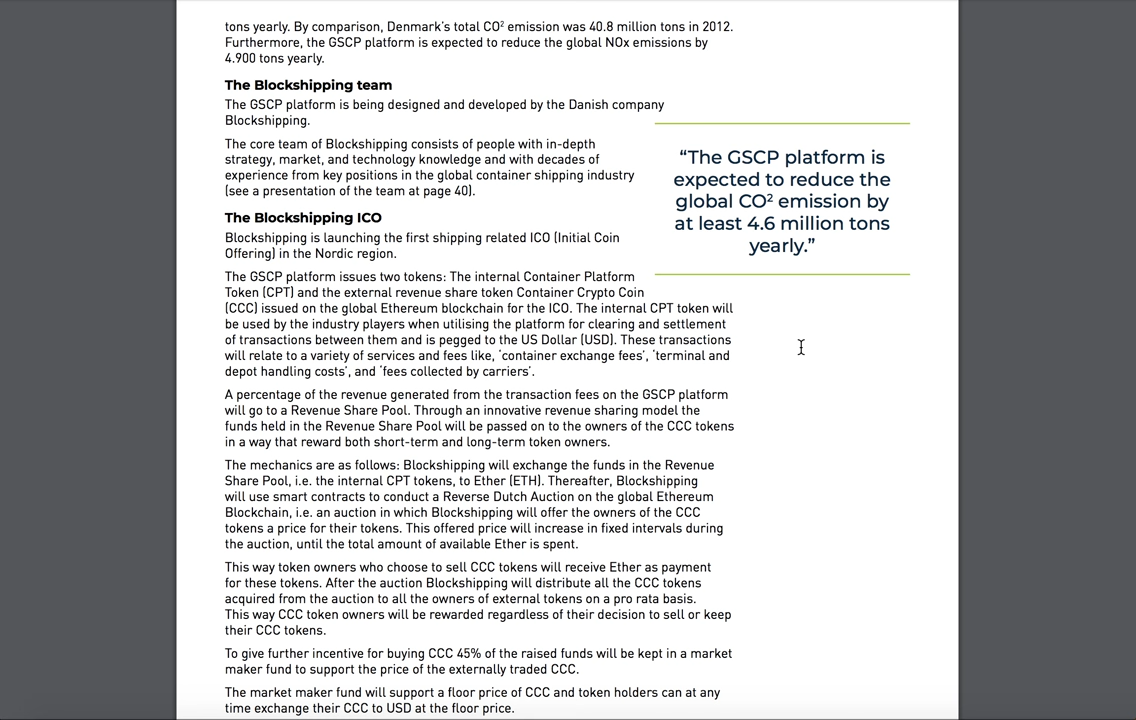 tons yearly. By comparison, Denmark's total CO² emission was 40.8 million tons in 2012.
Furthermore, the GSCP platform is expected to reduce the global NOx emissions by
4.900 tons yearly.
The Blockshipping team
The GSCP platform is being designed and developed by the Danish company
Blockshipping.
The core team of Blockshipping consists of people with in-depth
strategy, market, and technology knowledge and with decades of
experience from key positions in the global container shipping industry
(see a presentation of the team at page 40).
“The GSCP platform is
expected to reduce the
global CO² emission by
at least 4.6 million tons
yearly.”
The Blockshipping ICO
Blockshipping is launching the first shipping related ICO (Initial Coin
Offering) in the Nordic region.
The GSCP platform issues two tokens: The internal Container Platform
Token (CPT) and the external revenue share token Container Crypto Coin
(CCC) issued on the global Ethereum blockchain for the ICO. The internal CPT token will
be used by the industry players when utilising the platform for clearing and settlement
of transactions between them and is pegged to the US Dollar (USD). These transactions
will relate to a variety of services and fees like, ‘container exchange fees’, ‘terminal and
depot handling costs’, and ‘fees collected by carriers’.
A percentage of the revenue generated from the transaction fees on the GSCP platform
will go to a Revenue Share Pool. Through an innovative revenue sharing model the
funds held in the Revenue Share Pool will be passed on to the owners of the CCC tokens
in a way that reward both short-term and long-term token owners.
The mechanics are as follows: Blockshipping will exchange the funds in the Revenue
Share Pool, i.e. the internal CPT tokens, to Ether (ETH). Thereafter, Blockshipping
will use smart contracts to conduct a Reverse Dutch Auction on the global Ethereum
Blockchain, i.e. an auction in which Blockshipping will offer the owners of the CCC
tokens a price for their tokens. This offered price will increase in fixed intervals during
the auction, until the total amount of available Ether is spent.
This way token owners who choose to sell CCC tokens will receive Ether as payment
for these tokens. After the auction Blockshipping will distribute all the CCC tokens
acquired from the auction to all the owners of external tokens on a pro rata basis.
This way CCC token owners will be rewarded regardless of their decision to sell or keep
their CCC tokens.
To give further incentive for buying CCC 45% of the raised funds will be kept in a market
maker fund to support the price of the externally traded CCC.
The market maker fund will support a floor price of CCC and token holders can at any
time exchange their CCC to USD at the floor price.